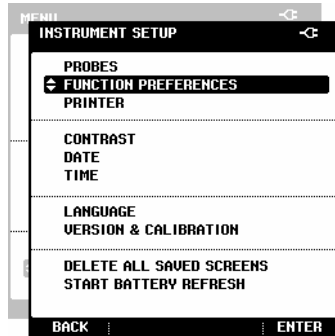 MENU
INSTRUMENT SETUP
PROBES
FUNCTION PREFERENCES
PRINTER
CONTRAST
DATE
TIME
LANGUAGE
VERSION & CALIBRATION
DELETE ALL SAVED SCREENS
START BATTERY REFRESH
BACK ENTER